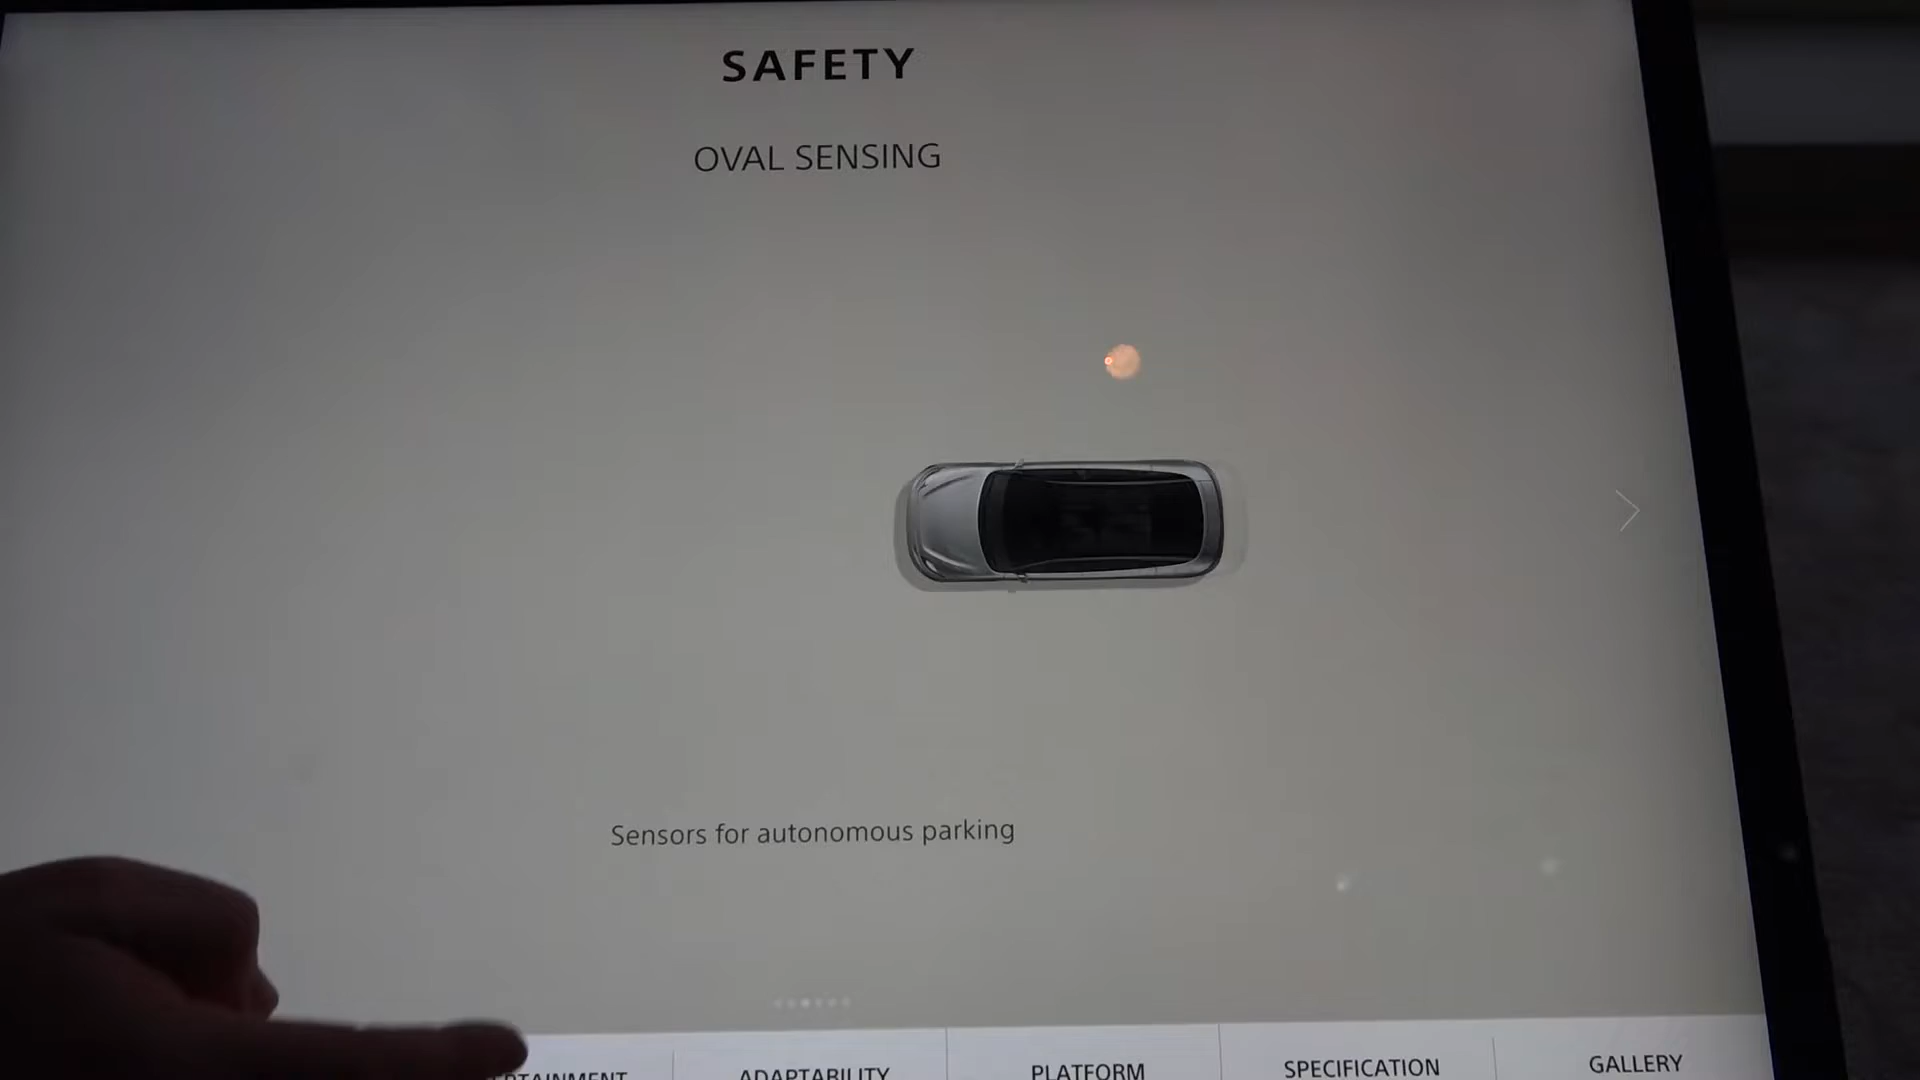 SAFETY
OVAL SENSING
Sensors for autonomous parking
ADAPTABILITY
PLATFORM
SPECIFICATION
GALLERY